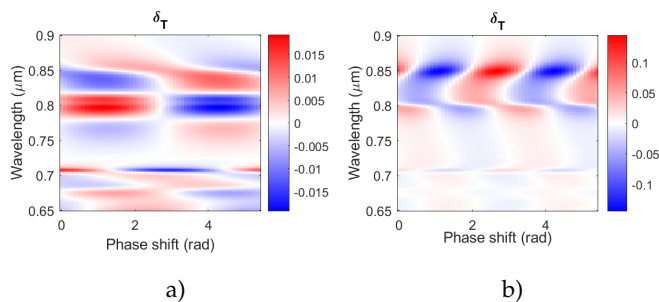 δ_T
0.9
0.85
0.8
0.75
0.7
0.65
Wavelength (μm)
0 2 4
Phase shift (rad)
0.015
0.01
0.005
0
-0.005
-0.01
-0.015
a)
δ_T
0.9
0.85
0.8
0.75
0.7
0.65
Wavelength (μm)
0 2 4
Phase shift (rad)
0.1
0.05
0
-0.05
-0.1
b)